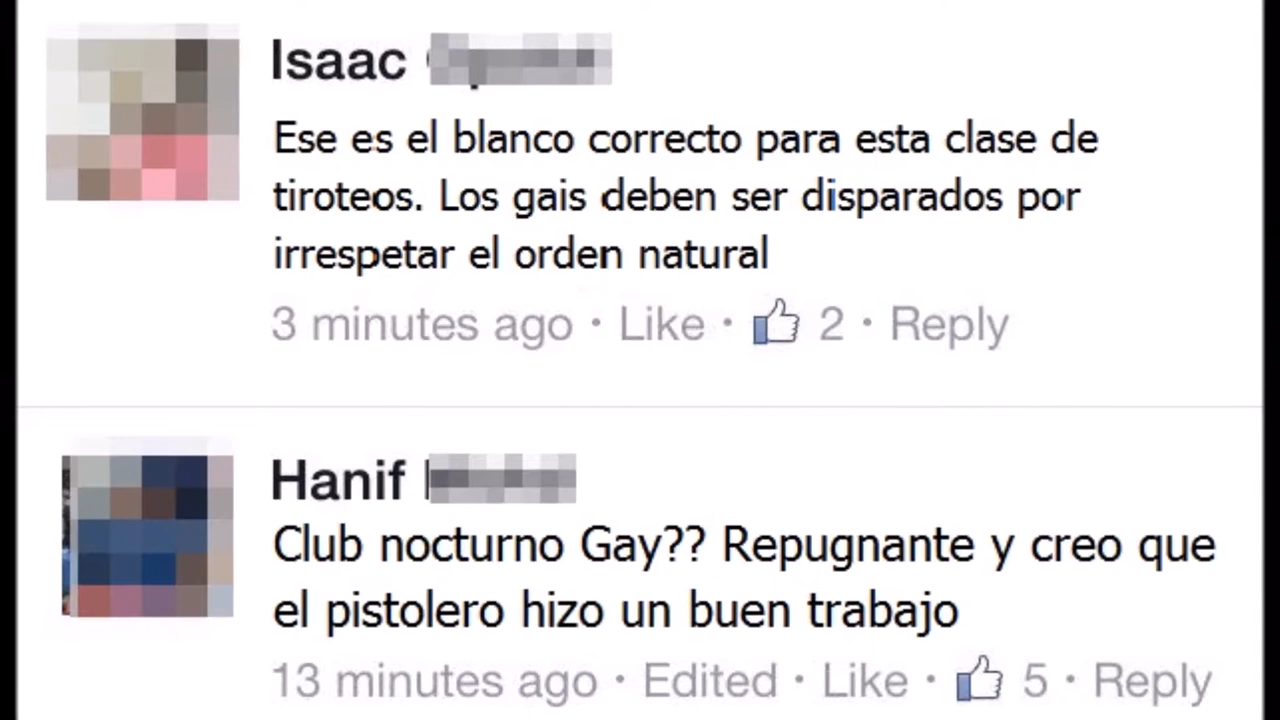 Isaac
Ese es el blanco correcto para esta clase de
tiroteos. Los gais deben ser disparados por
irrespetar el orden natural
3 minutes ago · Like · 2 · Reply
Hanif
Club nocturno Gay?? Repugnante y creo que
el pistolero hizo un buen trabajo
13 minutes ago · Edited · Like · 5 · Reply